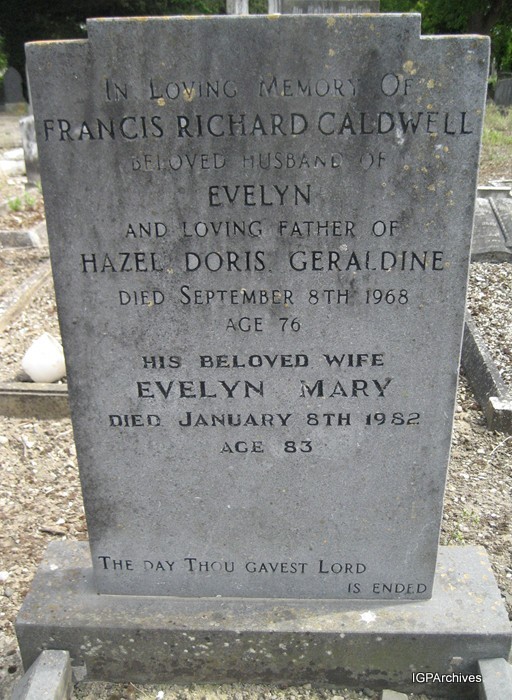 In Loving Memory Of
FRANCIS RICHARD CALDWELL
BELOVED HUSBAND OF
EVELYN
AND LOVING FATHER OF
HAZEL, DORIS, GERALDINE
DIED SEPTEMBER 8TH 1968
AGE 76
HIS BELOVED WIFE
EVELYN MARY
DIED JANUARY 8TH 1982
AGE 83
THE DAY THOU GAVEST LORD
IS ENDED
IGPArchives